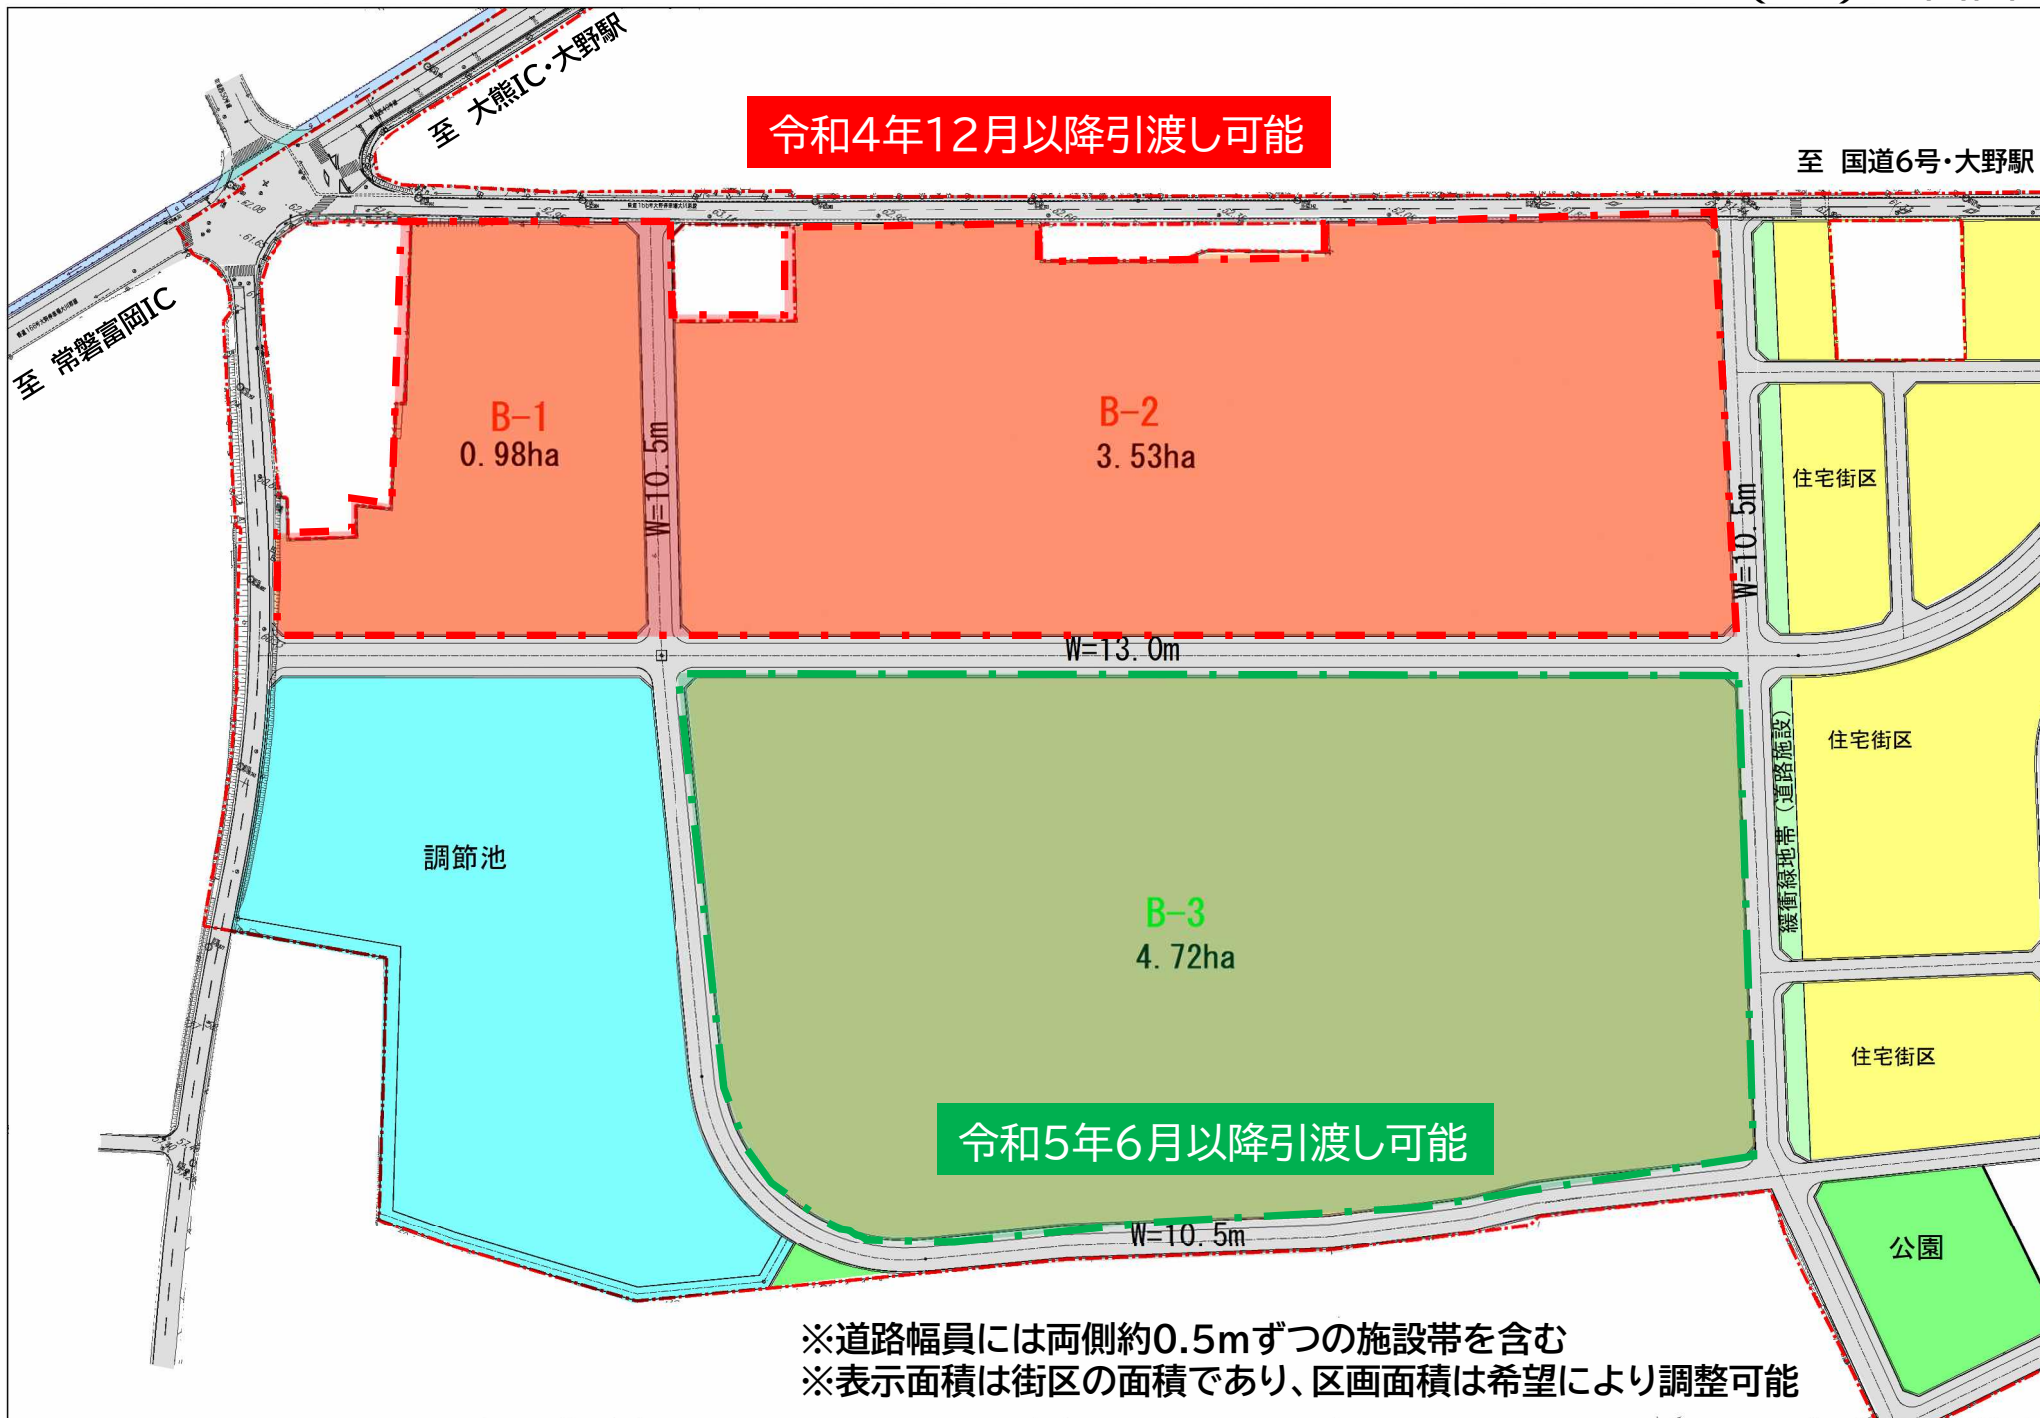 至 大熊IC・大野駅
令和4年12月以降引渡し可能
至 国道6号・大野駅
至 常磐富岡IC
B-1
0.98ha
W=10.5m
B-2
3.53ha
W=10.5m
住宅街区
W=13.0m
緩衝緑地帯（道路施設）
住宅街区
調節池
B-3
4.72ha
住宅街区
令和5年6月以降引渡し可能
W=10.5m
公園
※道路幅員には両側約0.5mずつの施設帯を含む
※表示面積は街区の面積であり、区画面積は希望により調整可能